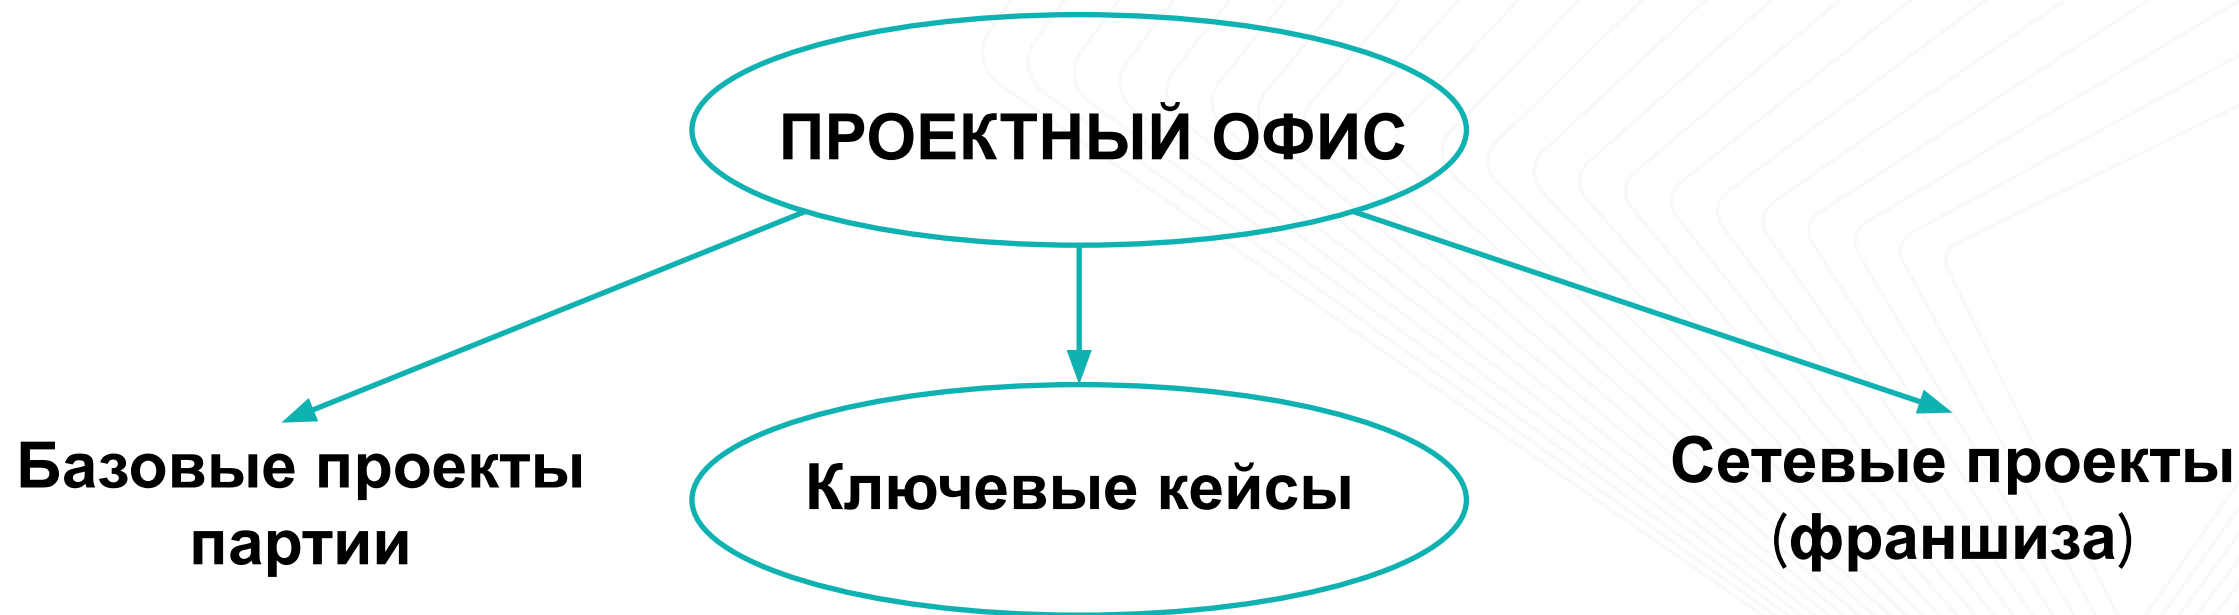 ПРОЕКТНЫЙ ОФИС
Базовые проекты
партии
Ключевые кейсы
Сетевые проекты
(франшиза)